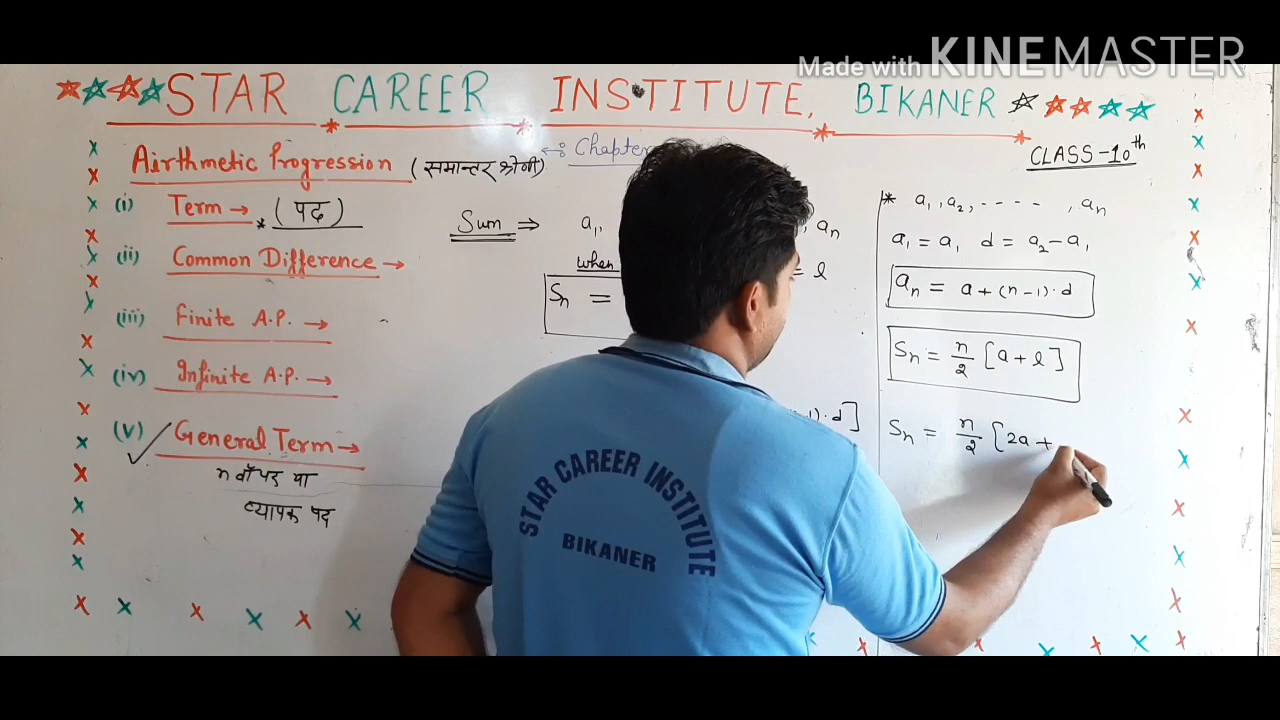 Made with KINEMASTER
STAR CAREER INSTITUTE, BIKANER
Airthmetic Progression (समान्तर श्रेणी)
Chapter
CLASS-10th
(i) Term → * (पद)
(ii) Common Difference →
(iii) Finite A.P. →
(iv) Infinite A.P. →
(v) General Term →
n वाँ पद या
व्यापक पद
Sum ⇒ a₁, , aₙ
when = l
Sₙ =
-1)·d]
* a₁, a₂, - - - - - , aₙ
a₁ = a₁ d = a₂-a₁
aₙ = a+(n-1)·d
Sₙ = n/2 [a+l]
Sₙ = n/2 [2a+
STAR CAREER INSTITUTE
BIKANER